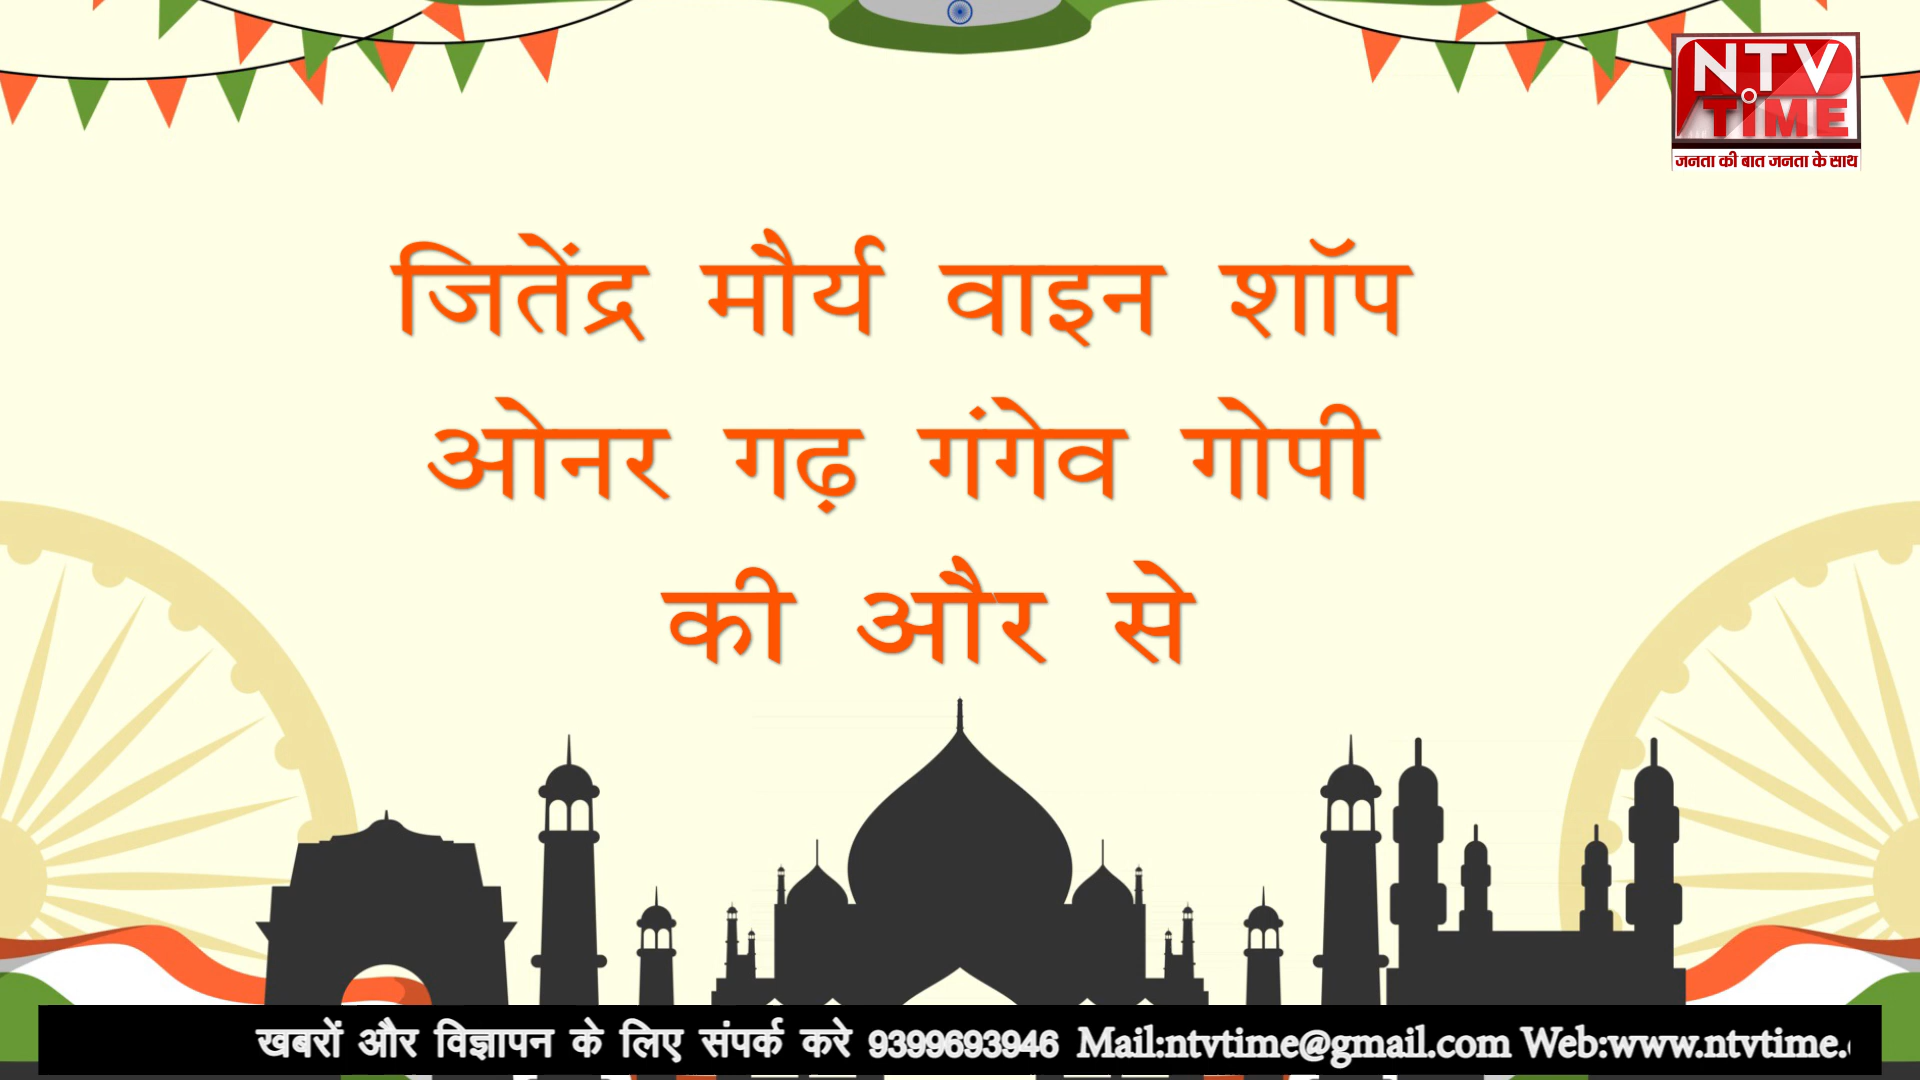 NTV
TIME
जनता की बात जनता के साथ
जितेंद्र मौर्य वाइन शॉप
ओनर गढ़ गंगेव गोपी
की और से
खबरों और विज्ञापन के लिए संपर्क करे 9399693946 Mail:ntvtime@gmail.com Web:www.ntvtime.